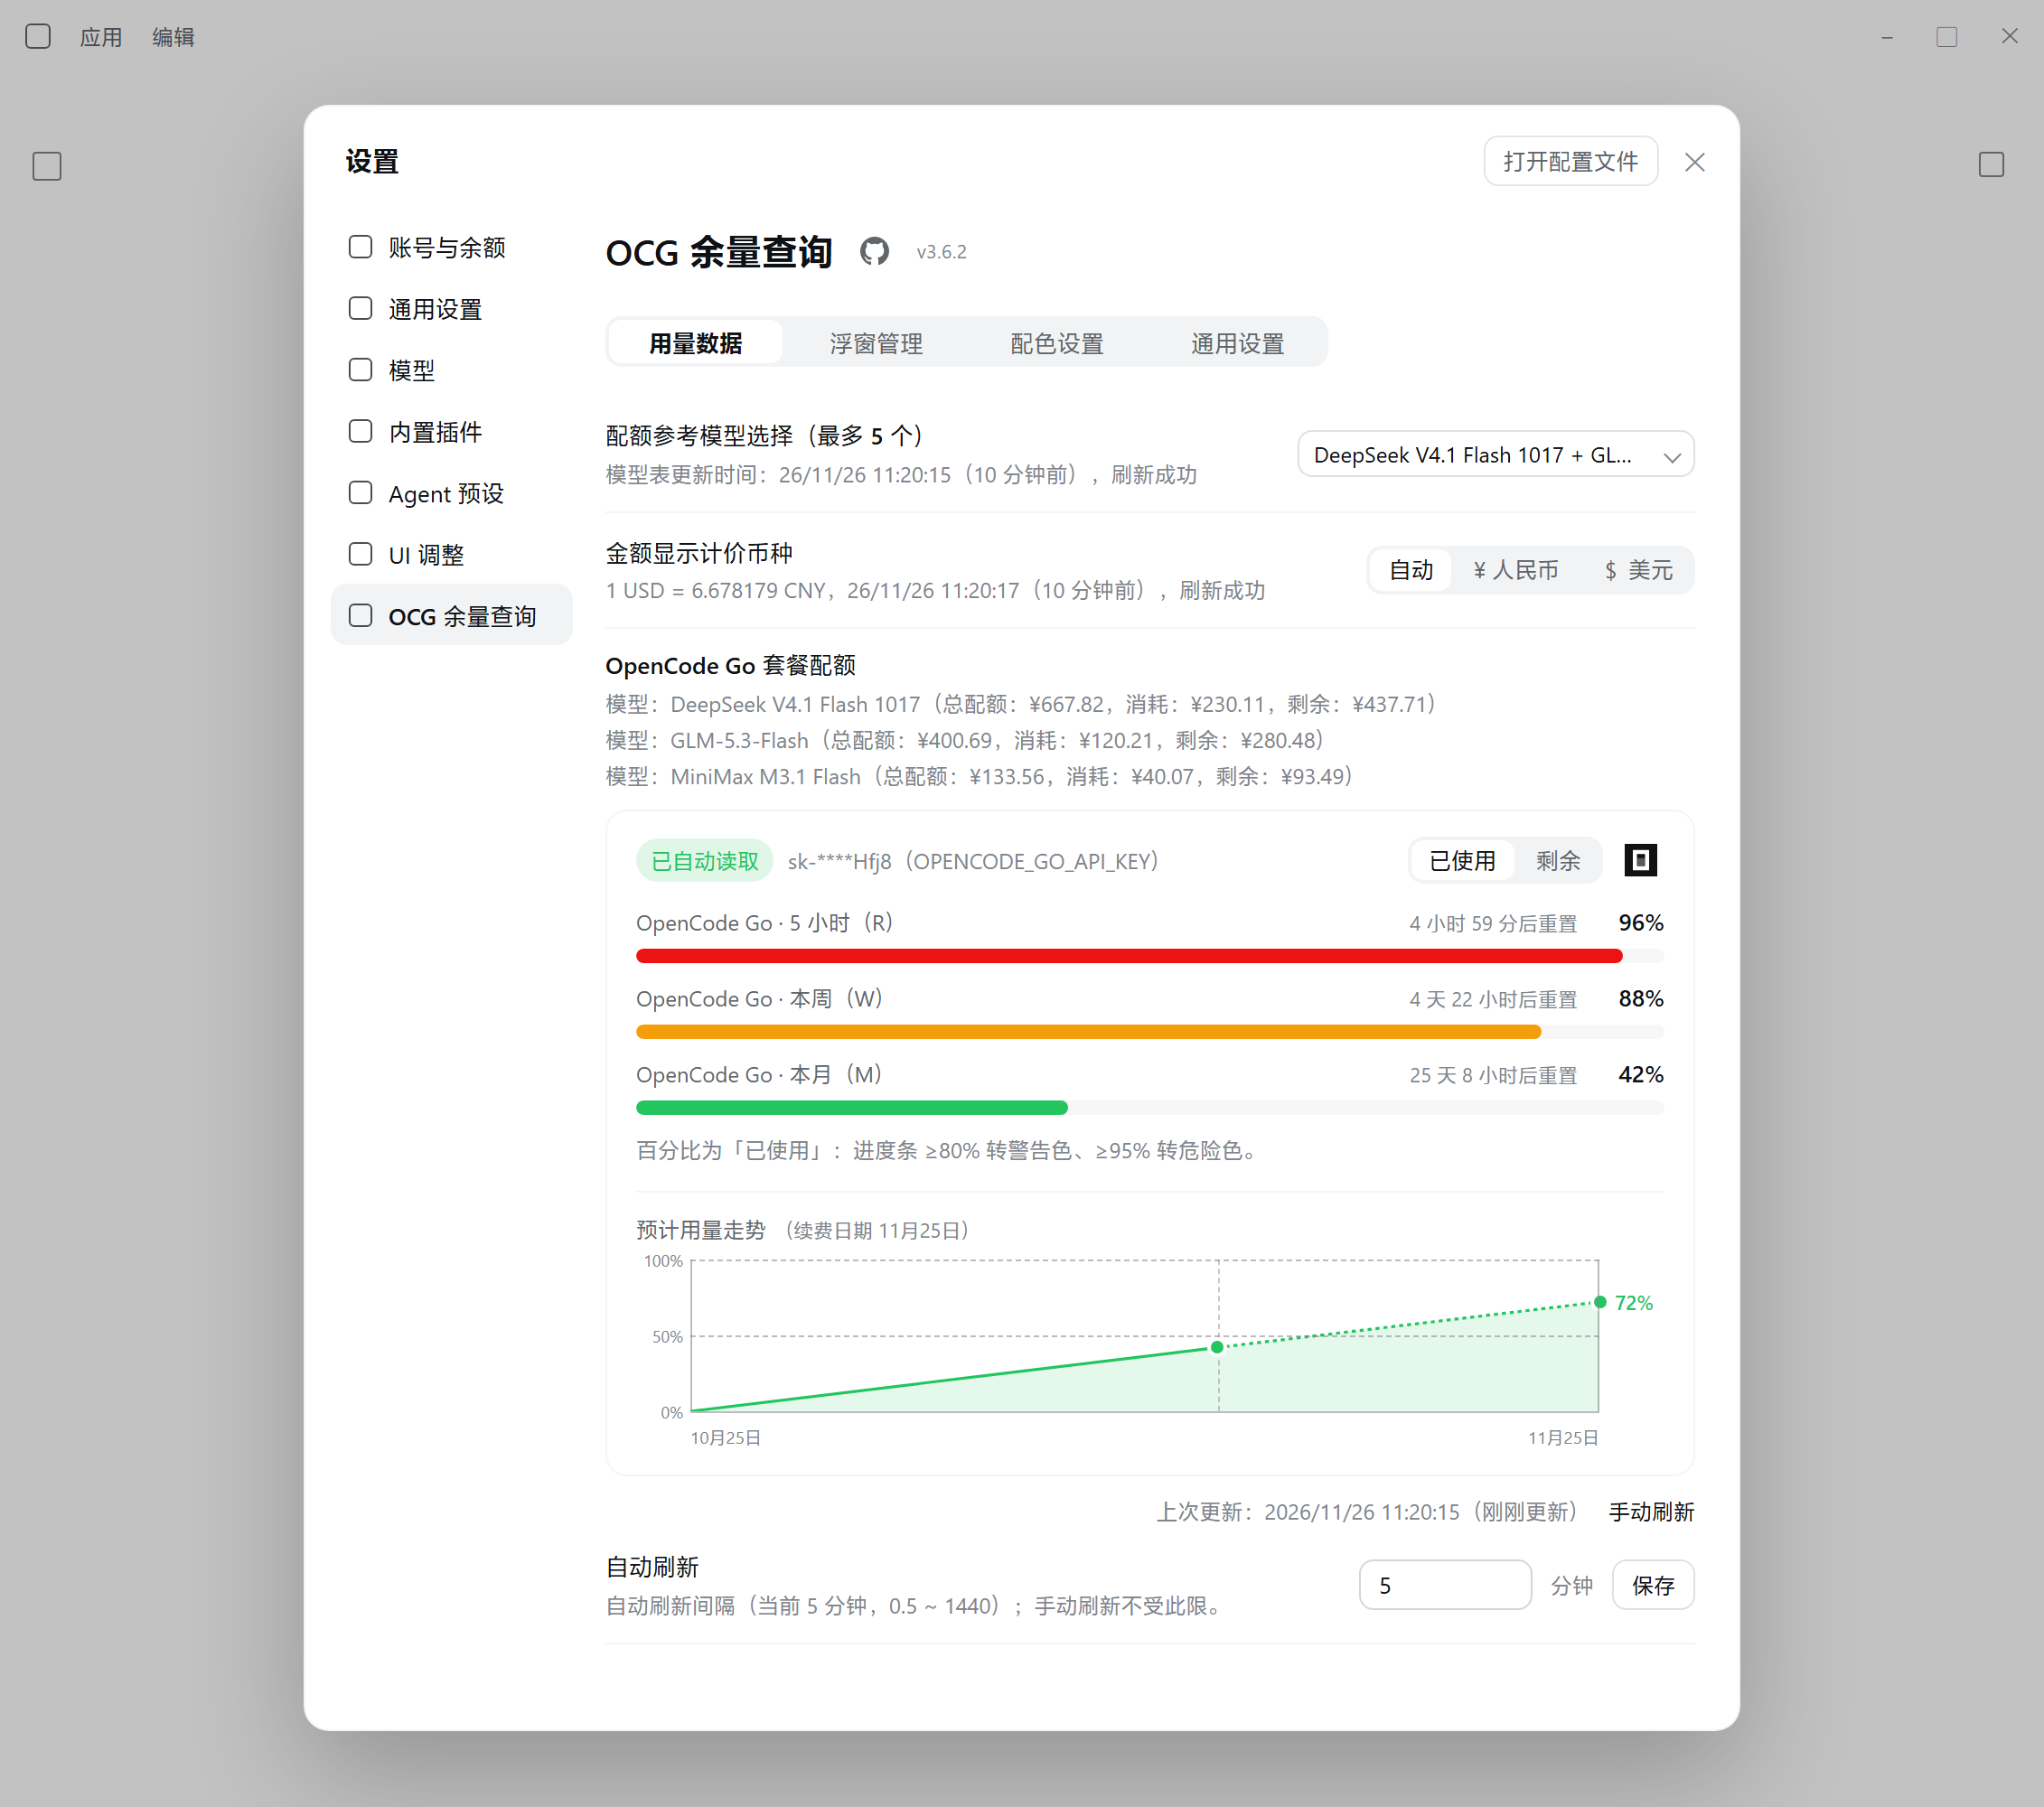 应用 编辑
设置
打开配置文件
账号与余额
通用设置
模型
内置插件
Agent 预设
UI 调整
OCG 余量查询
OCG 余量查询 v3.6.2
用量数据 浮窗管理 配色设置 通用设置
配额参考模型选择（最多 5 个）
模型表更新时间：26/11/26 11:20:15（10 分钟前），刷新成功
DeepSeek V4.1 Flash 1017 + GL...
金额显示计价币种
1 USD = 6.678179 CNY，26/11/26 11:20:17（10 分钟前），刷新成功
自动 ¥ 人民币 $ 美元
OpenCode Go 套餐配额
模型：DeepSeek V4.1 Flash 1017（总配额：¥667.82，消耗：¥230.11，剩余：¥437.71）
模型：GLM-5.3-Flash（总配额：¥400.69，消耗：¥120.21，剩余：¥280.48）
模型：MiniMax M3.1 Flash（总配额：¥133.56，消耗：¥40.07，剩余：¥93.49）
已自动读取 sk-****Hfj8（OPENCODE_GO_API_KEY） 已使用 剩余
OpenCode Go · 5 小时（R） 4 小时 59 分后重置 96%
OpenCode Go · 本周（W） 4 天 22 小时后重置 88%
OpenCode Go · 本月（M） 25 天 8 小时后重置 42%
百分比为「已使用」：进度条 ≥80% 转警告色、≥95% 转危险色。
预计用量走势 （续费日期 11月25日）
100%
72%
50%
0%
10月25日 11月25日
上次更新：2026/11/26 11:20:15（刚刚更新） 手动刷新
自动刷新
自动刷新间隔（当前 5 分钟，0.5 ~ 1440）；手动刷新不受此限。
5 分钟 保存